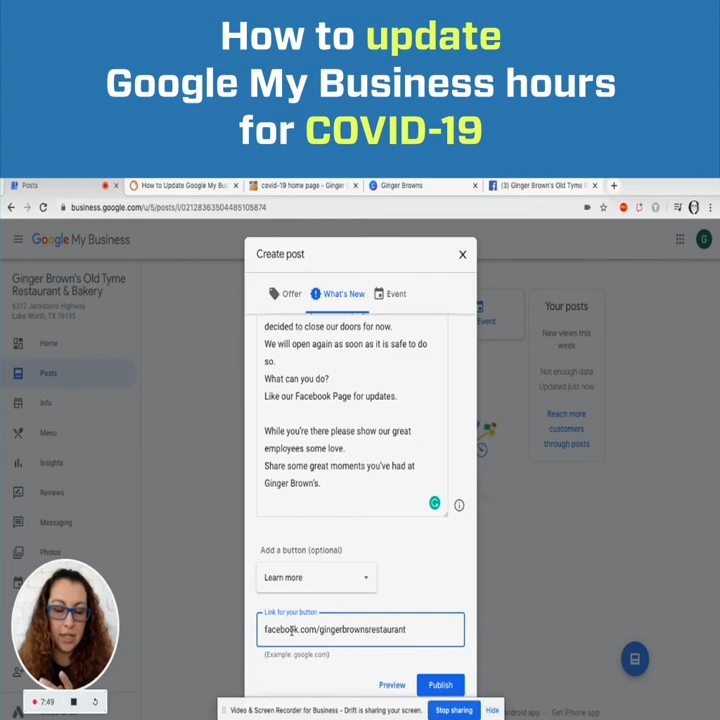 How to update
Google My Business hours
for COVID-19
Posts
How to Update Google My Bus
covid-19 home page - Ginger
Ginger Browns
(3) Ginger Brown's Old Tyme
business.google.com/u/5/posts/l/02128363504485105874
Google My Business
G
Ginger Brown's Old Tyme
Restaurant & Bakery
6312 Jacksboro Highway
Lake Worth, TX 76135
Home
Posts
Info
Menu
Insights
Reviews
Messaging
Photos
Create post
Offer
What's New
Event
decided to close our doors for now.
We will open again as soon as it is safe to do
so.
What can you do?
Like our Facebook Page for updates.
While you're there please show our great
employees some love.
Share some great moments you've had at
Ginger Brown's.
Add a button (optional)
Learn more
Link for your button
facebook.com/gingerbrownsrestaurant
(Example: google.com)
Preview
Publish
Event
Your posts
New views this
week
Not enough data
Updated just now
Reach more
customers
through posts
7:49
Video & Screen Recorder for Business - Drift is sharing your screen.
Stop sharing
Hide
ndroid app
Get iPhone app